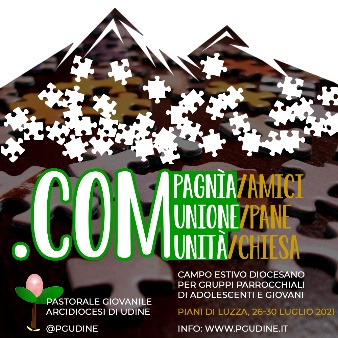 .COM
PAGNÌA/AMICI
UNIONE/PANE
UNITÀ/CHIESA
CAMPO ESTIVO DIOCESANO
PER GRUPPI PARROCCHIALI
DI ADOLESCENTI E GIOVANI
PASTORALE GIOVANILE
ARCIDIOCESI DI UDINE
PIANI DI LUZZA, 26-30 LUGLIO 2021
@PGUDINE
INFO: WWW.PGUDINE.IT